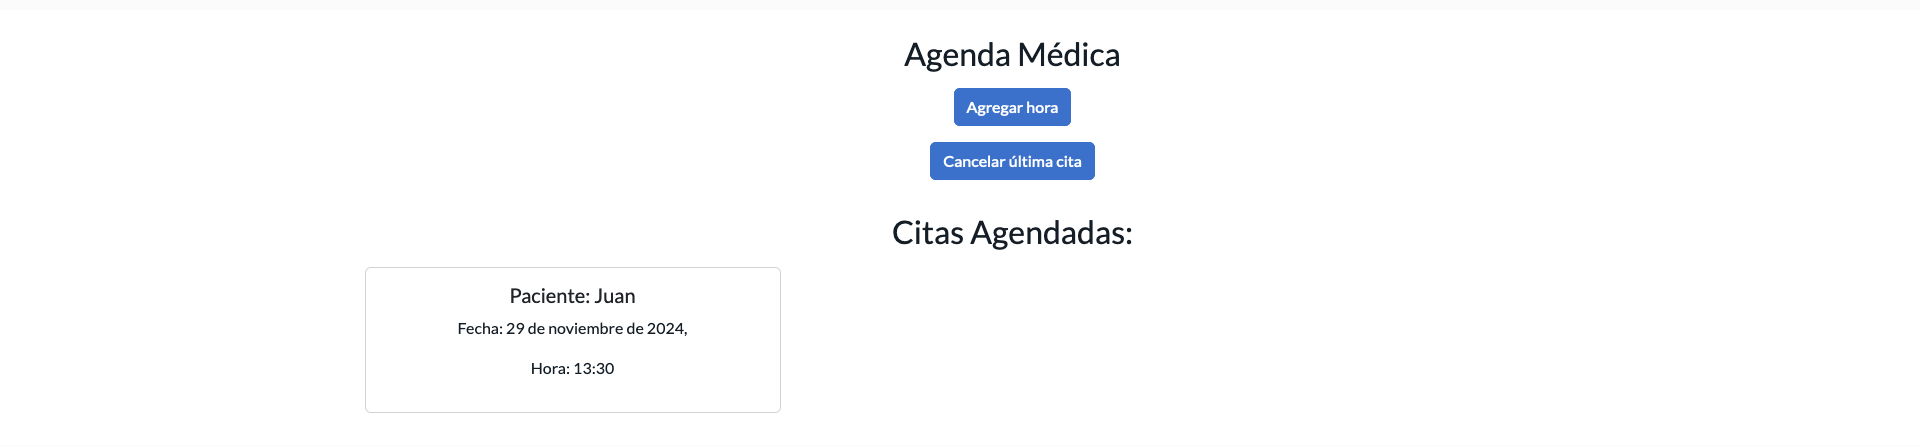 Agenda Médica
Agregar hora
Cancelar última cita
Citas Agendadas:
Paciente: Juan
Fecha: 29 de noviembre de 2024,
Hora: 13:30